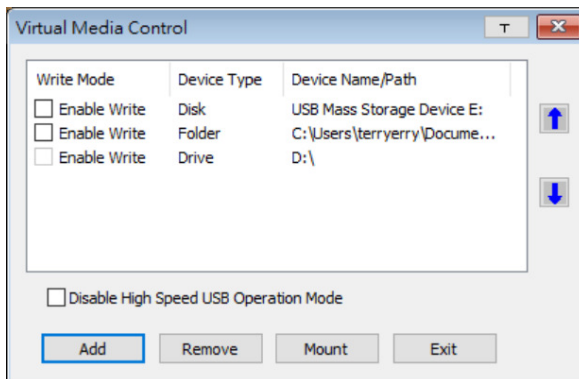 Virtual Media Control
Write Mode Device Type Device Name/Path
Enable Write Disk USB Mass Storage Device E:
Enable Write Folder C:\Users\terryerry\Docume...
Enable Write Drive D:\
Disable High Speed USB Operation Mode
Add Remove Mount Exit